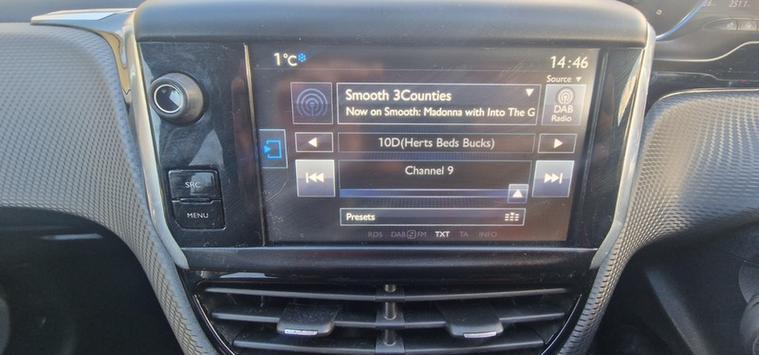 1°C
14:46
Source
Smooth 3Counties
Now on Smooth: Madonna with Into The G
DAB
Radio
10D(Herts Beds Bucks)
Channel 9
SRC
MENU
Presets
RDS DAB FM TXT TA INFO